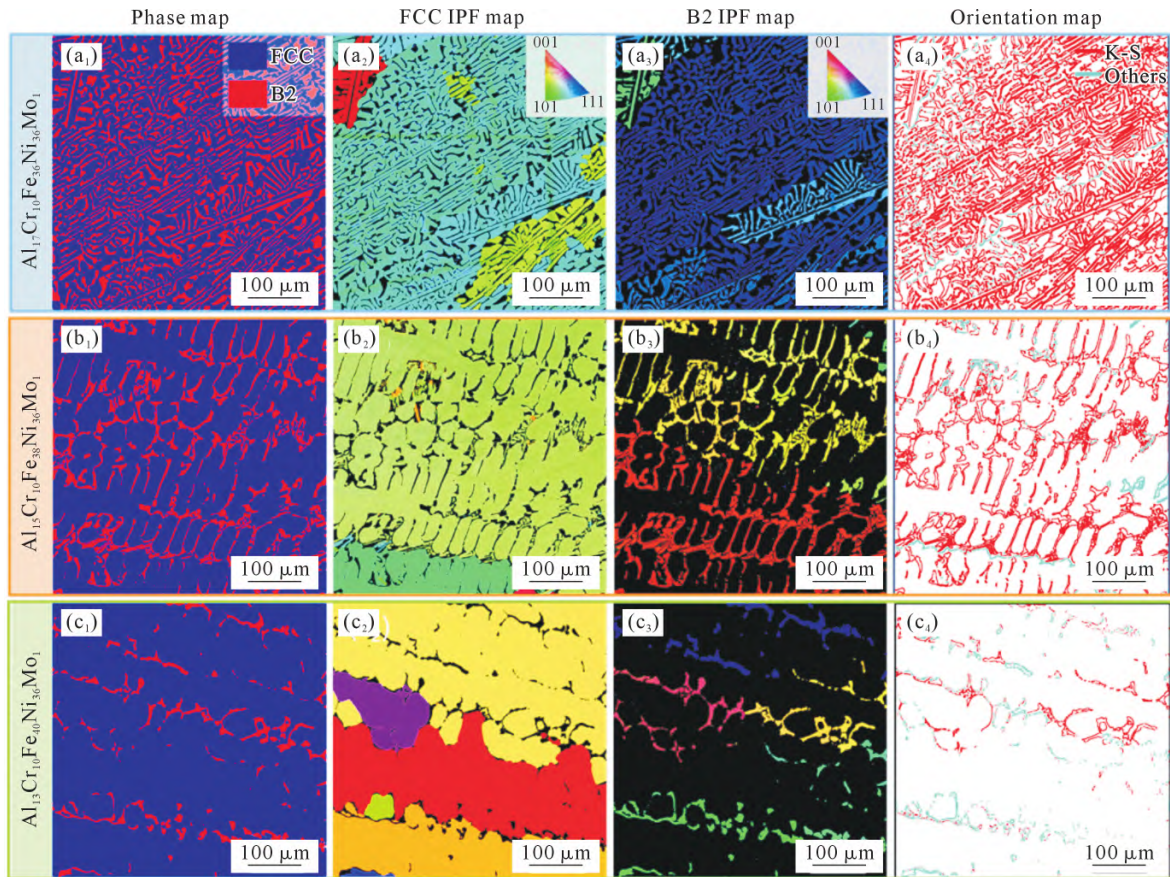 Phase map
FCC IPF map
B2 IPF map
Orientation map
Al₁₇Cr₁₀Fe₃₆Ni₃₆Mo₁
(a₁)
FCC
B2
100 μm
(a₂)
001
101
111
100 μm
(a₃)
001
101
111
100 μm
(a₄)
K-S
Others
100 μm
Al₁₅Cr₁₀Fe₃₈Ni₃₆Mo₁
(b₁)
100 μm
(b₂)
100 μm
(b₃)
100 μm
(b₄)
100 μm
Al₁₃Cr₁₀Fe₄₀Ni₃₆Mo₁
(c₁)
100 μm
(c₂)
100 μm
(c₃)
100 μm
(c₄)
100 μm